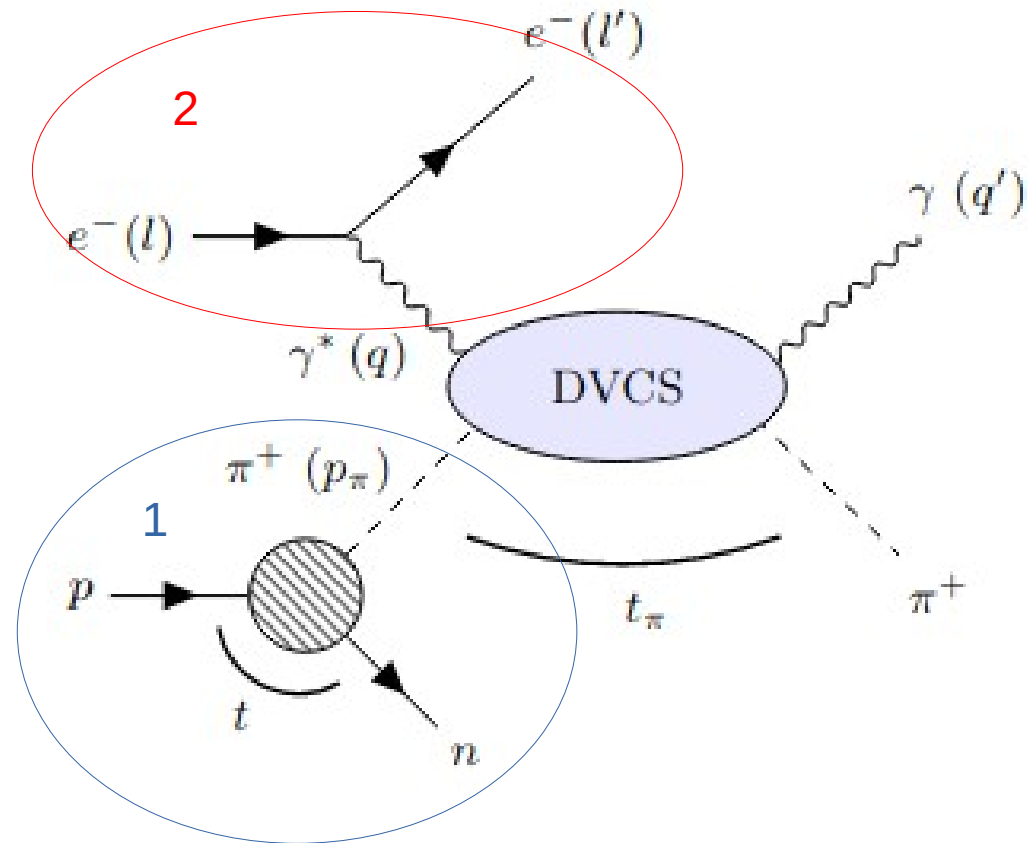 e⁻(l′)
2
e⁻(l)
γ (q′)
γ* (q)
DVCS
π⁺ (p_π)
1
p
t_π
π⁺
t
n